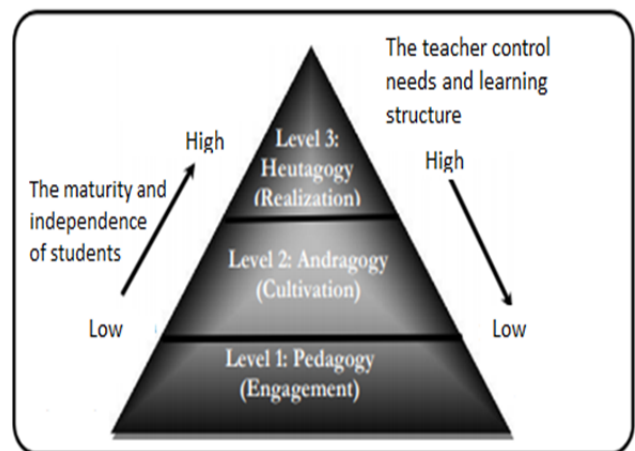 The teacher control
needs and learning
structure
High
Low
High
The maturity and
independence
of students
Low
Level 3:
Heutagogy
(Realization)
Level 2: Andragogy
(Cultivation)
Level 1: Pedagogy
(Engagement)